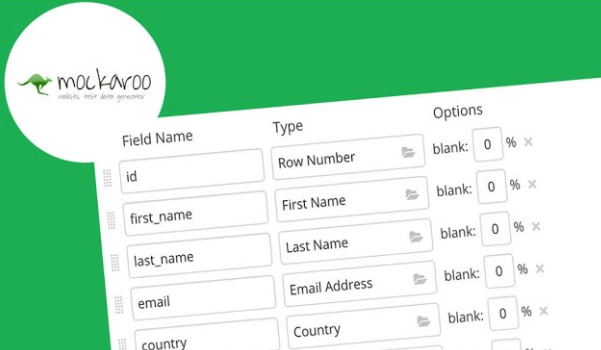 mockaroo
realistic test data generator
Field Name Type Options
id Row Number blank: 0 % ×
first_name First Name blank: 0 % ×
last_name Last Name blank: 0 % ×
email Email Address blank: 0 % ×
country Country blank: 0 % ×
%